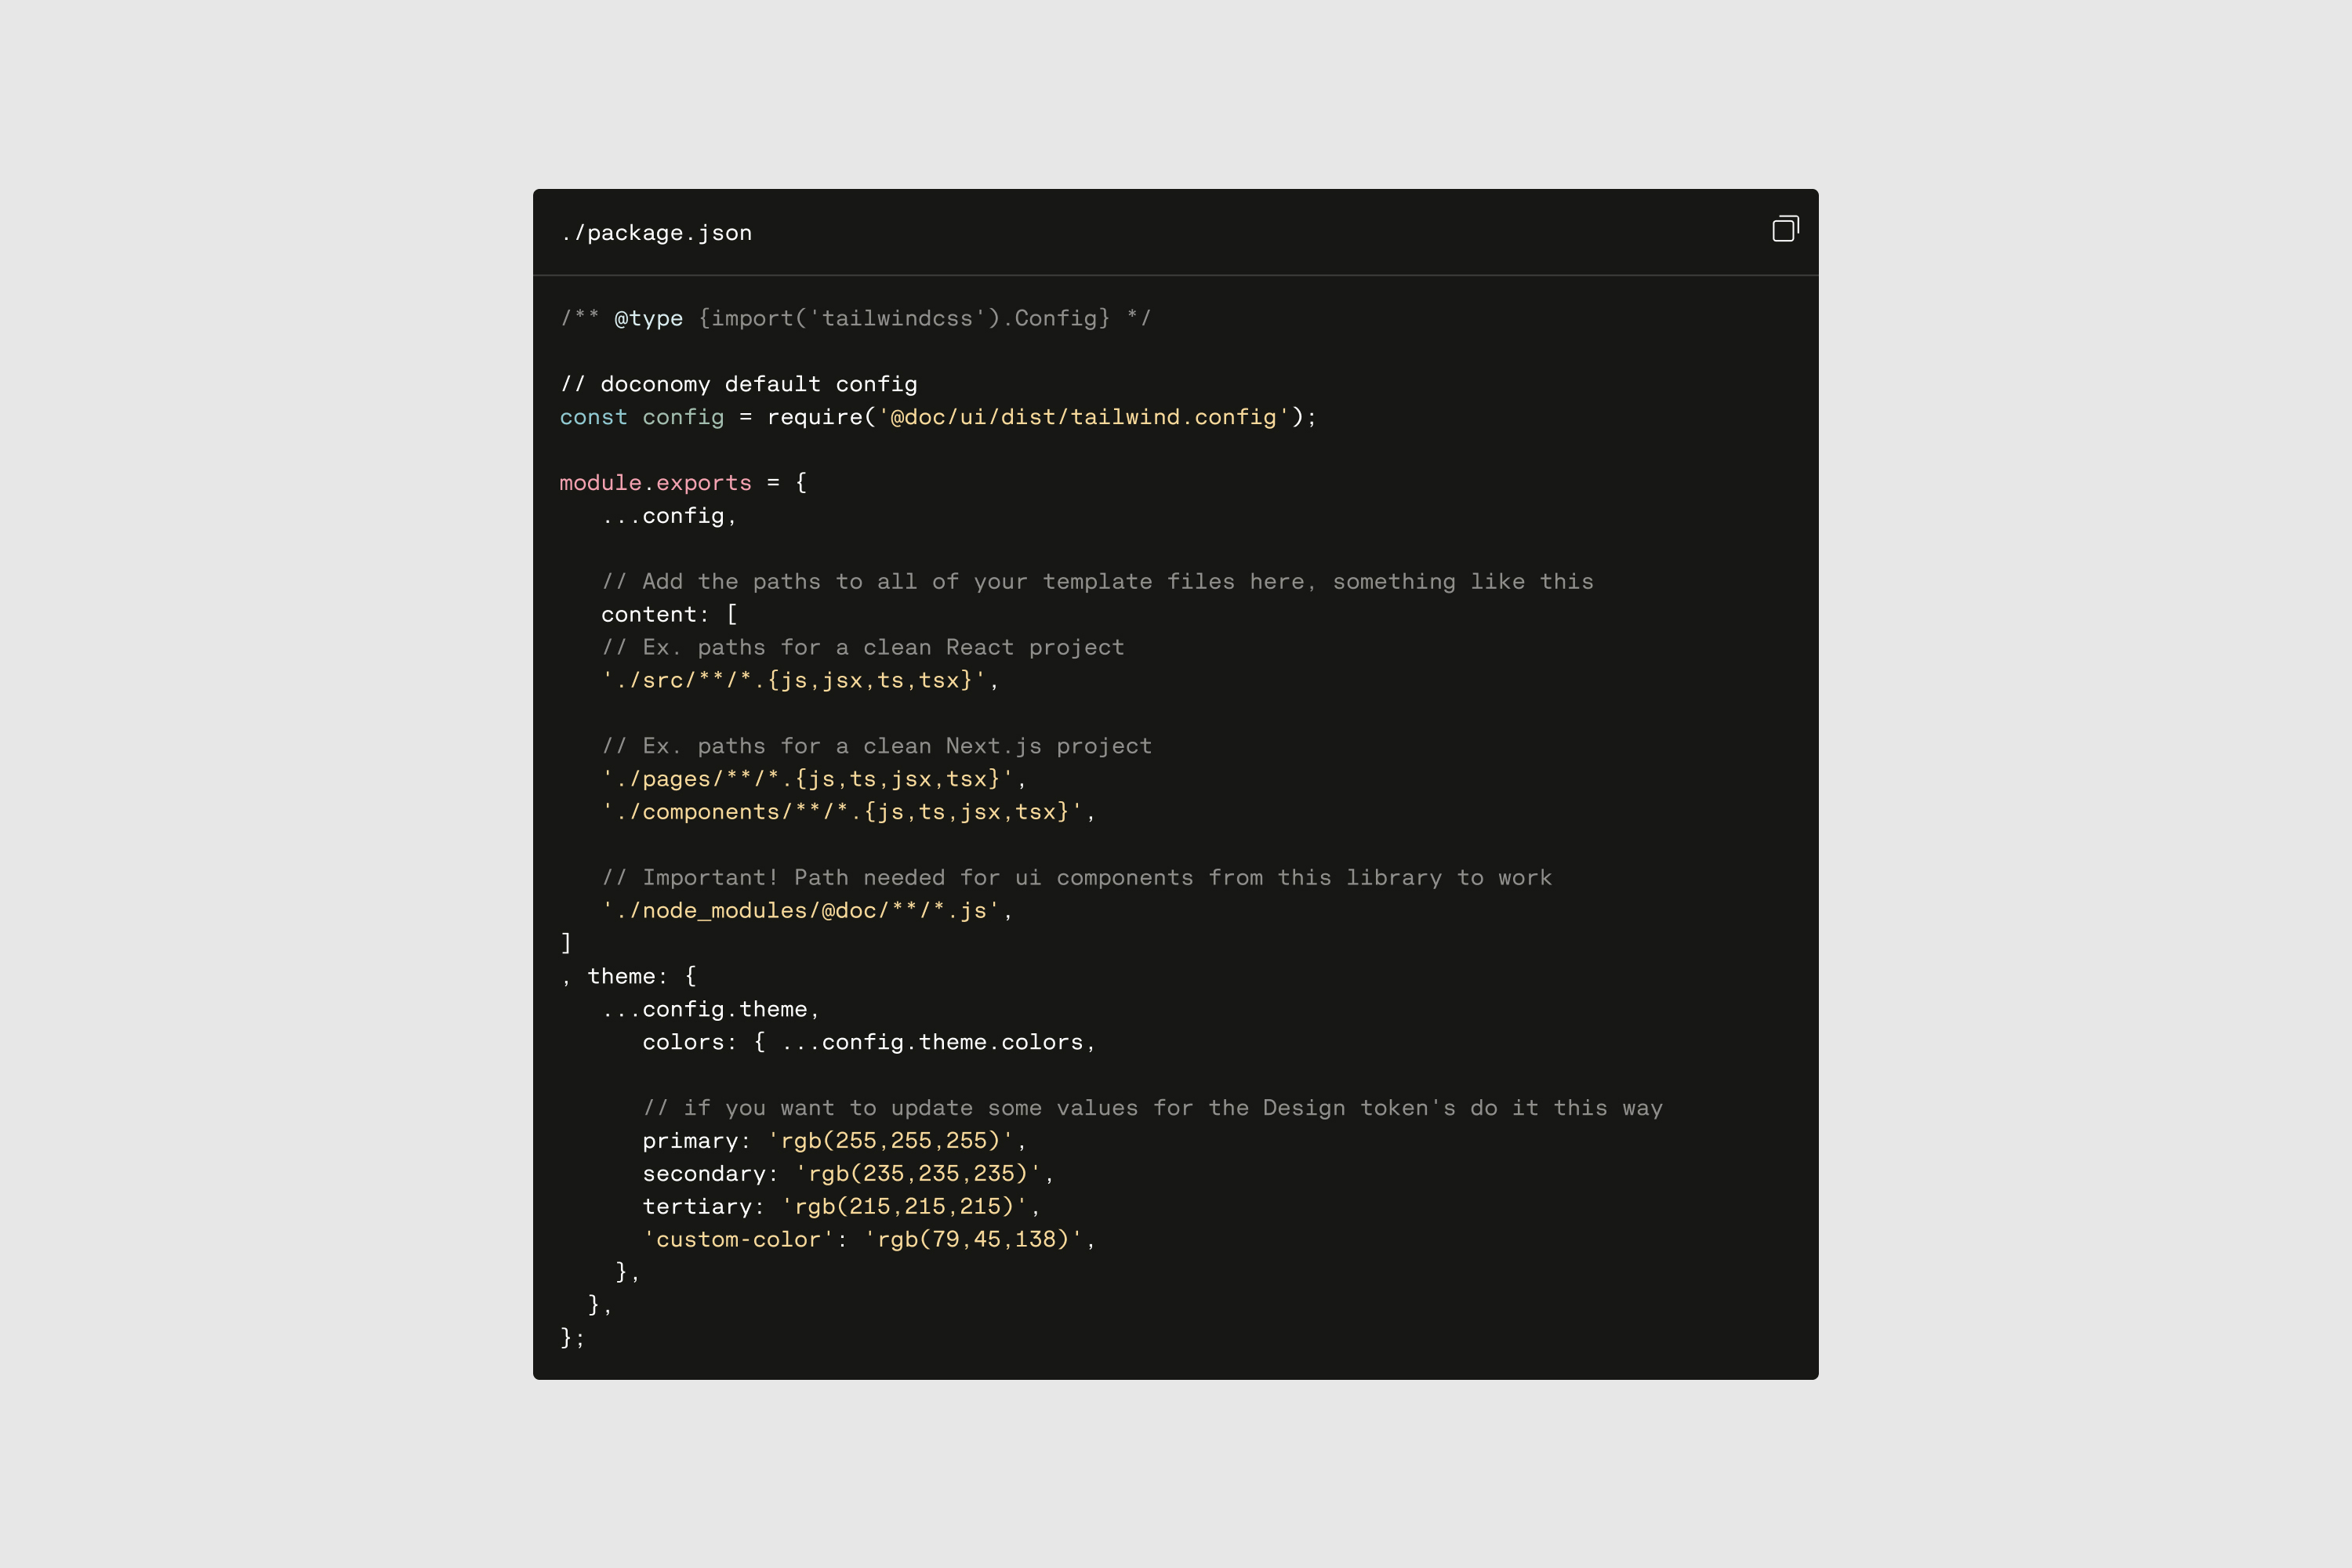 ./package.json
/** @type {import('tailwindcss').Config} */
// doconomy default config
const config = require('@doc/ui/dist/tailwind.config');
module.exports = {
...config,
// Add the paths to all of your template files here, something like this
content: [
// Ex. paths for a clean React project
'./src/**/*.{js,jsx,ts,tsx}',
// Ex. paths for a clean Next.js project
'./pages/**/*.{js,ts,jsx,tsx}',
'./components/**/*.{js,ts,jsx,tsx}',
// Important! Path needed for ui components from this library to work
'./node_modules/@doc/**/*.js',
]
, theme: {
...config.theme,
colors: { ...config.theme.colors,
// if you want to update some values for the Design token's do it this way
primary: 'rgb(255,255,255)',
secondary: 'rgb(235,235,235)',
tertiary: 'rgb(215,215,215)',
'custom-color': 'rgb(79,45,138)',
},
},
};